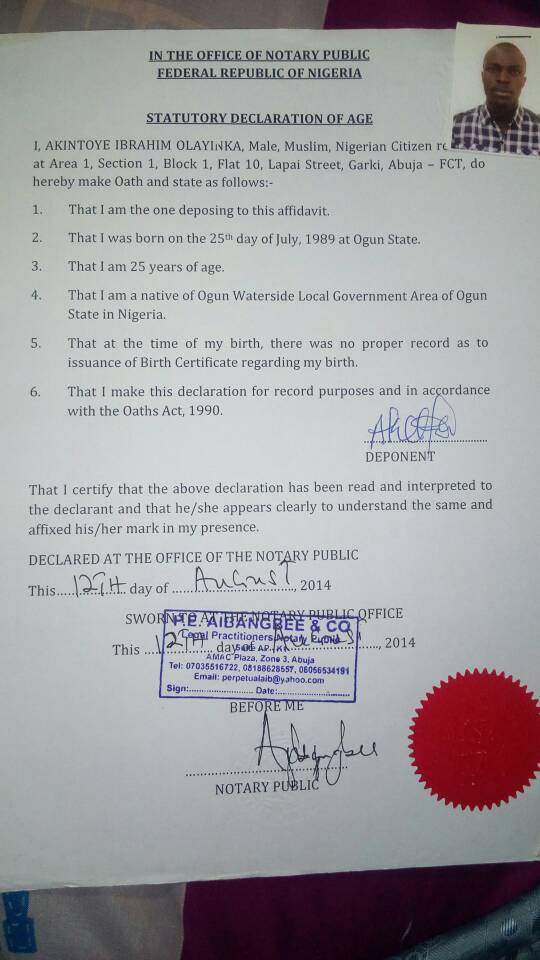 IN THE OFFICE OF NOTARY PUBLIC
FEDERAL REPUBLIC OF NIGERIA
STATUTORY DECLARATION OF AGE
I, AKINTOYE IBRAHIM OLAYINKA, Male, Muslim, Nigerian Citizen
at Area 1, Section 1, Block 1, Flat 10, Lapai Street, Garki, Abuja – FCT, do
hereby make Oath and state as follows:-
1. That I am the one deposing to this affidavit.
2. That I was born on the 25th day of July, 1989 at Ogun State.
3. That I am 25 years of age.
4. That I am a native of Ogun Waterside Local Government Area of Ogun
State in Nigeria.
5. That at the time of my birth, there was no proper record as to
issuance of Birth Certificate regarding my birth.
6. That I make this declaration for record purposes and in accordance
with the Oaths Act, 1990.
DEPONENT
That I certify that the above declaration has been read and interpreted to
the declarant and that he/she appears clearly to understand the same and
affixed his/her mark in my presence.
DECLARED AT THE OFFICE OF THE NOTARY PUBLIC
This 12TH day of August, 2014
SWORN TO AT THE NOTARY PUBLIC OFFICE
P.E. AIBANGBEE & CO
Legal Practitioners/Notary Public
This 12TH day of August, 2014
AMAC Plaza, Zone 3, Abuja
Tel: 07035516722, 08188628557, 08056534191
Email: perpetualaib@yahoo.com
Sign: Date:
BEFORE ME
NOTARY PUBLIC